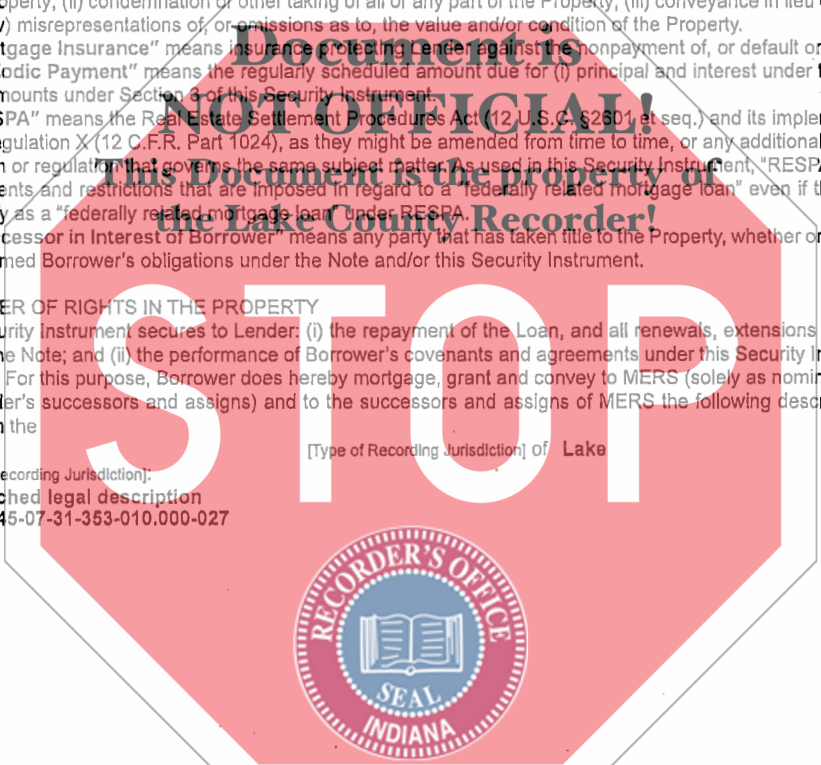 operty, (ii) condemnation or other taking of all or any part of the Property; (iii) conveyance in lieu
v) misrepresentations of, or omissions as to, the value and/or condition of the Property.
Document is
tgage Insurance" means insurance protecting Lender against the nonpayment of, or default
odic Payment" means the regularly scheduled amount due for (i) principal and interest under
mounts under Section 3 of this Security Instrument.
NOT OFFICIAL!
SPA" means the Real Estate Settlement Procedures Act (12 U.S.C. §2601 et seq.) and its
gulation X (12 C.F.R. Part 1024), as they might be amended from time to time, or any additional
n or regulation that governs the same subject matter. As used in this Security Instrument, "RESPA
This Document is the property of
ents and restrictions that are imposed in regard to a "federally related mortgage loan" even if
y as a "federally related mortgage loan" under RESPA.
the Lake County Recorder!
cessor in Interest of Borrower" means any party that has taken title to the Property, whether or
med Borrower's obligations under the Note and/or this Security Instrument.
ER OF RIGHTS IN THE PROPERTY
urity Instrument secures to Lender: (i) the repayment of the Loan, and all renewals, extensions
e Note; and (ii) the performance of Borrower's covenants and agreements under this Security
For this purpose, Borrower does hereby mortgage, grant and convey to MERS (solely as
der's successors and assigns) and to the successors and assigns of MERS the following
n the
STOP
[Type of Recording Jurisdiction] of Lake
ecording Jurisdiction]:
ched legal description
45-07-31-353-010.000-027
RECORDER'S OFFICE
SEAL
INDIANA